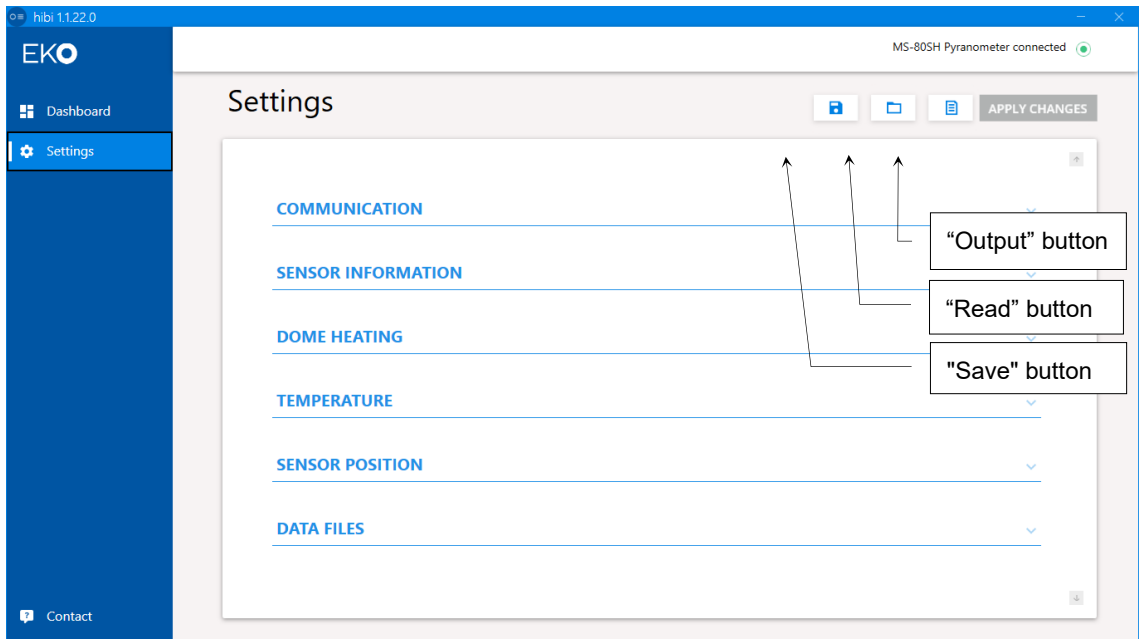 hibi 1.1.22.0
EKO
MS-80SH Pyranometer connected
Dashboard
Settings
Settings
APPLY CHANGES
COMMUNICATION
“Output” button
SENSOR INFORMATION
“Read” button
DOME HEATING
"Save" button
TEMPERATURE
SENSOR POSITION
DATA FILES
Contact